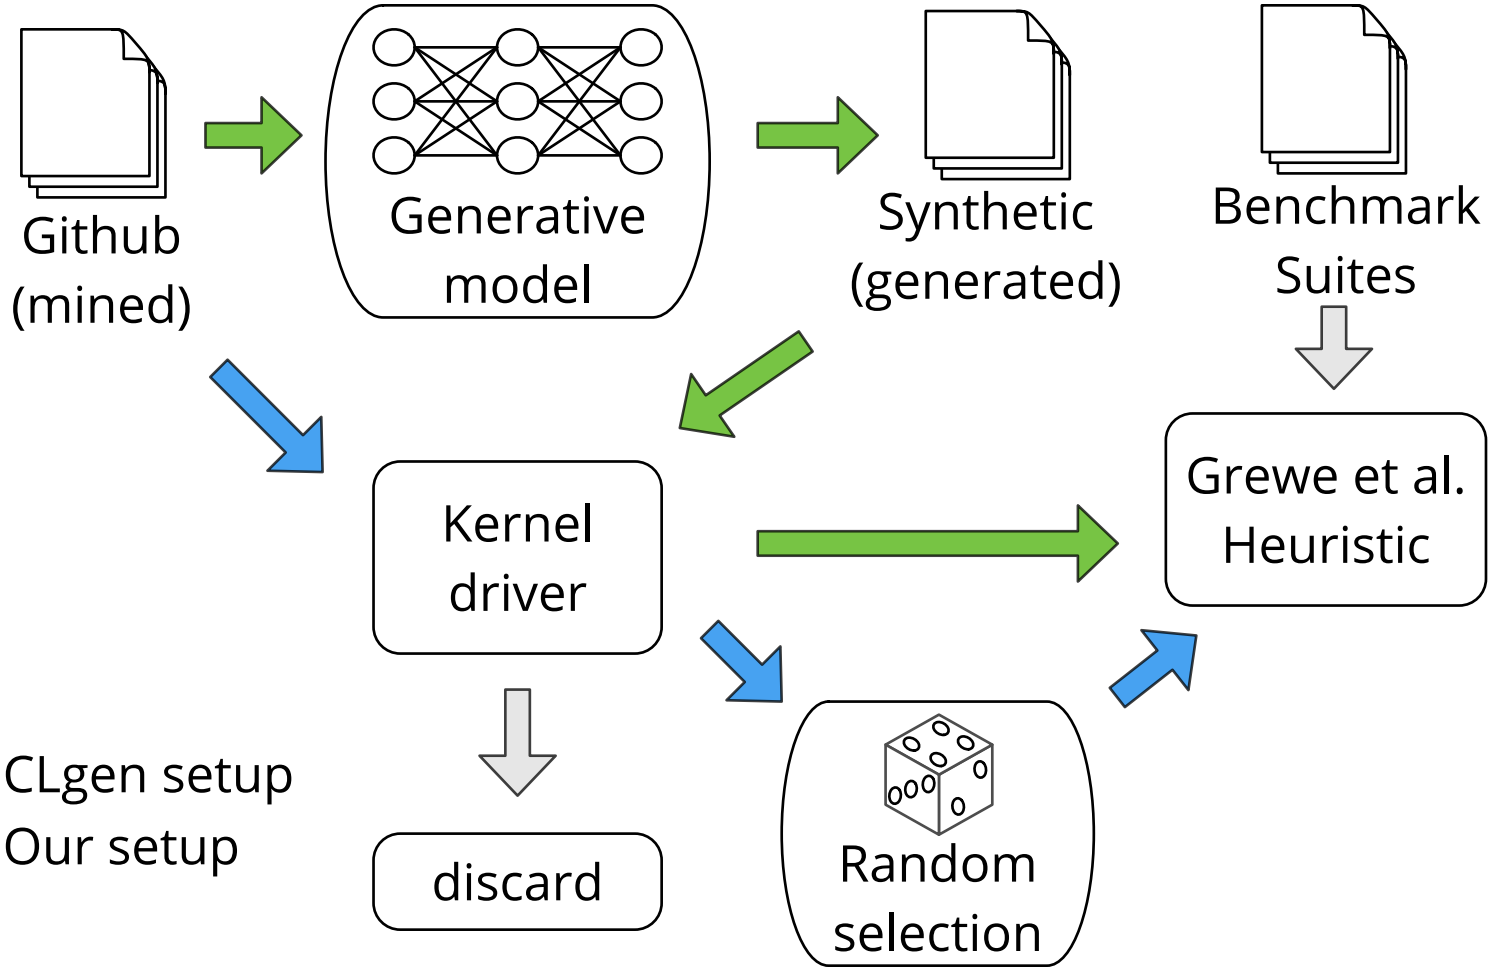 Github
(mined)
Generative
model
Synthetic
(generated)
Benchmark
Suites
Kernel
driver
Grewe et al.
Heuristic
CLgen setup
Our setup
discard
Random
selection